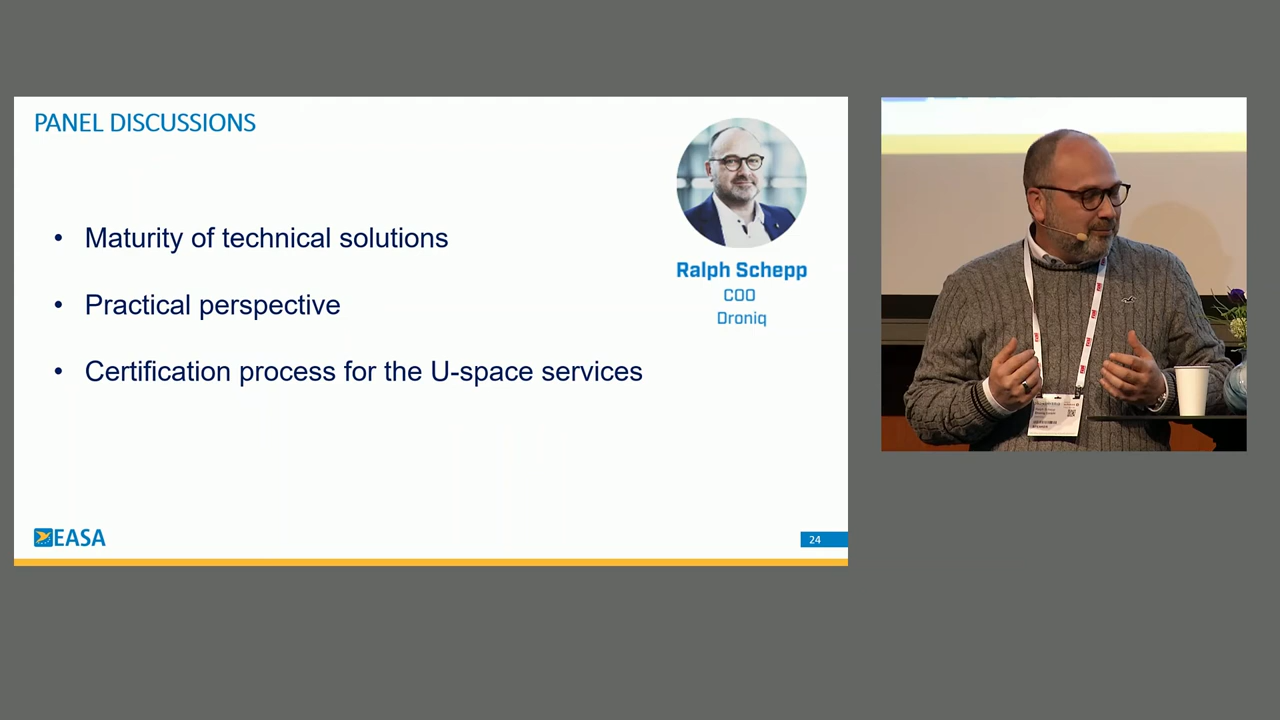 PANEL DISCUSSIONS
• Maturity of technical solutions
• Practical perspective
• Certification process for the U-space services
Ralph Schepp
COO
Droniq
EASA
24